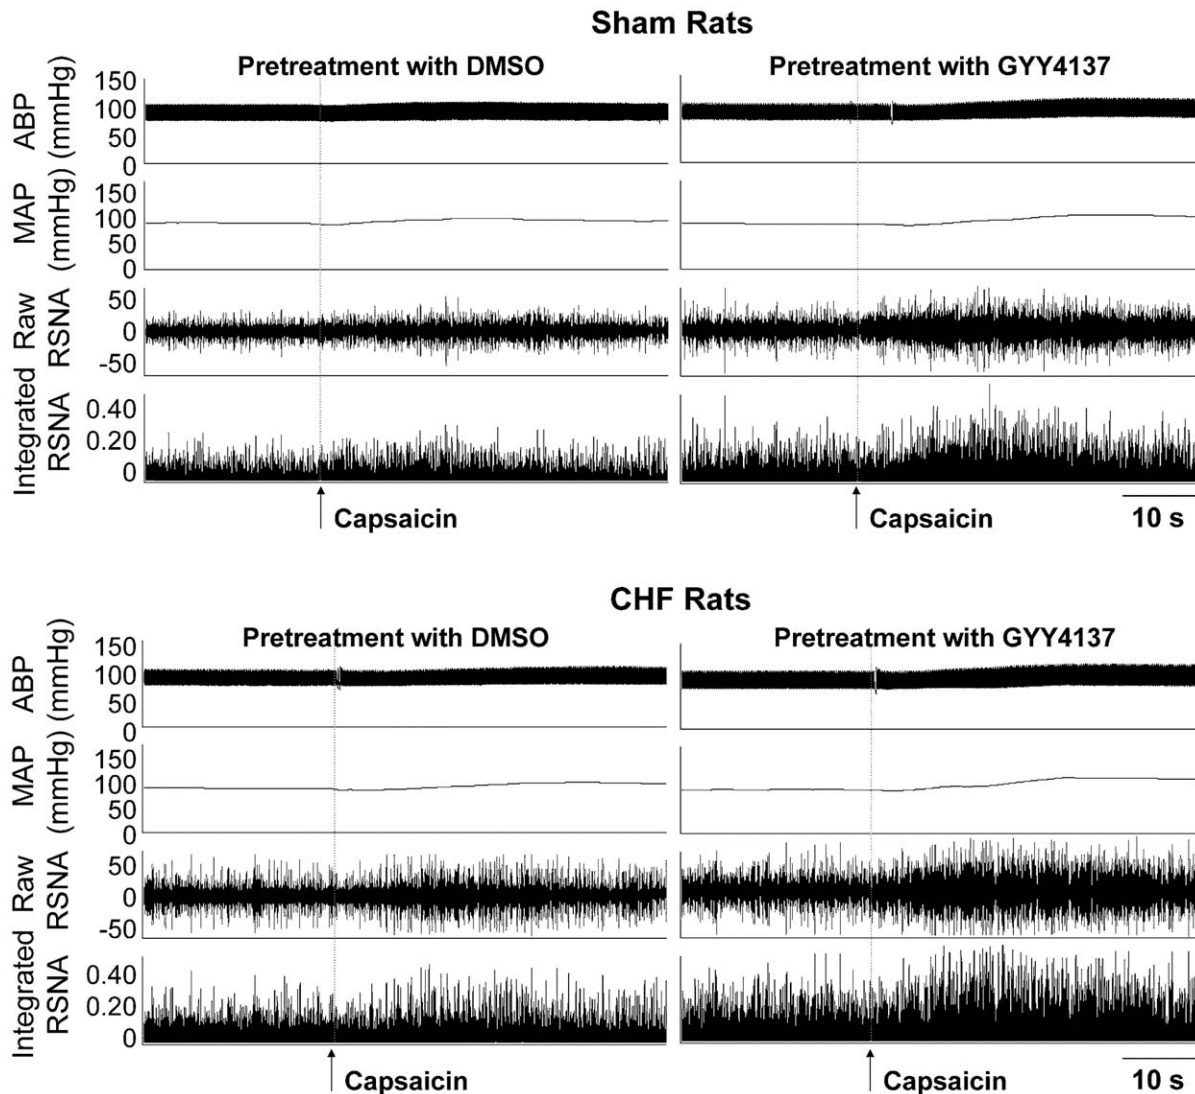 Sham Rats
Pretreatment with DMSO
Pretreatment with GYY4137
ABP
(mmHg)
150
100
50
0
MAP
(mmHg)
150
100
50
0
Raw
RSNA
50
0
-50
Integrated
RSNA
0.40
0.20
0
Capsaicin
Capsaicin
10 s
CHF Rats
Pretreatment with DMSO
Pretreatment with GYY4137
ABP
(mmHg)
150
100
50
0
MAP
(mmHg)
150
100
50
0
Raw
RSNA
50
0
-50
Integrated
RSNA
0.40
0.20
0
Capsaicin
Capsaicin
10 s